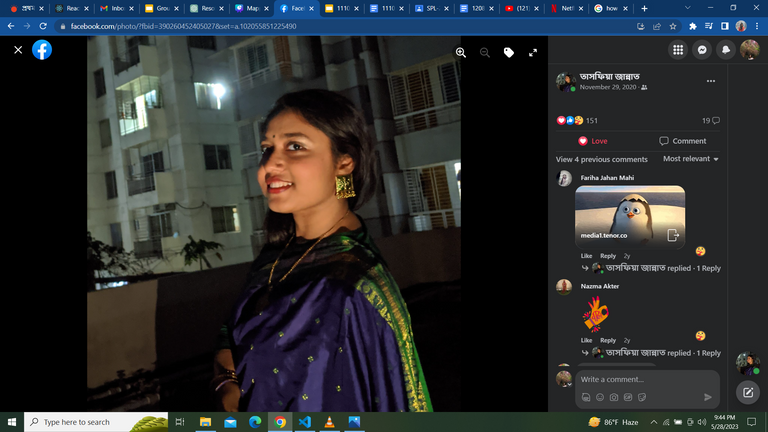 প্রথম
Reac
Inbo
Grou
Resc
Map
Face
1110
1110
SPL-
1200
(121
Netf
how
facebook.com/photo/?fbid=390260452405027&set=a.102055851225490
তাসফিয়া জান্নাত
November 29, 2020
151
19
Love
Comment
View 4 previous comments
Most relevant
Fariha Jahan Mahi
media1.tenor.co
Like Reply 2y
তাসফিয়া জান্নাত replied · 1 Reply
Nazma Akter
Like Reply 2y
তাসফিয়া জান্নাত replied · 1 Reply
Write a comment...
Type here to search
86°F Haze
9:44 PM
5/28/2023